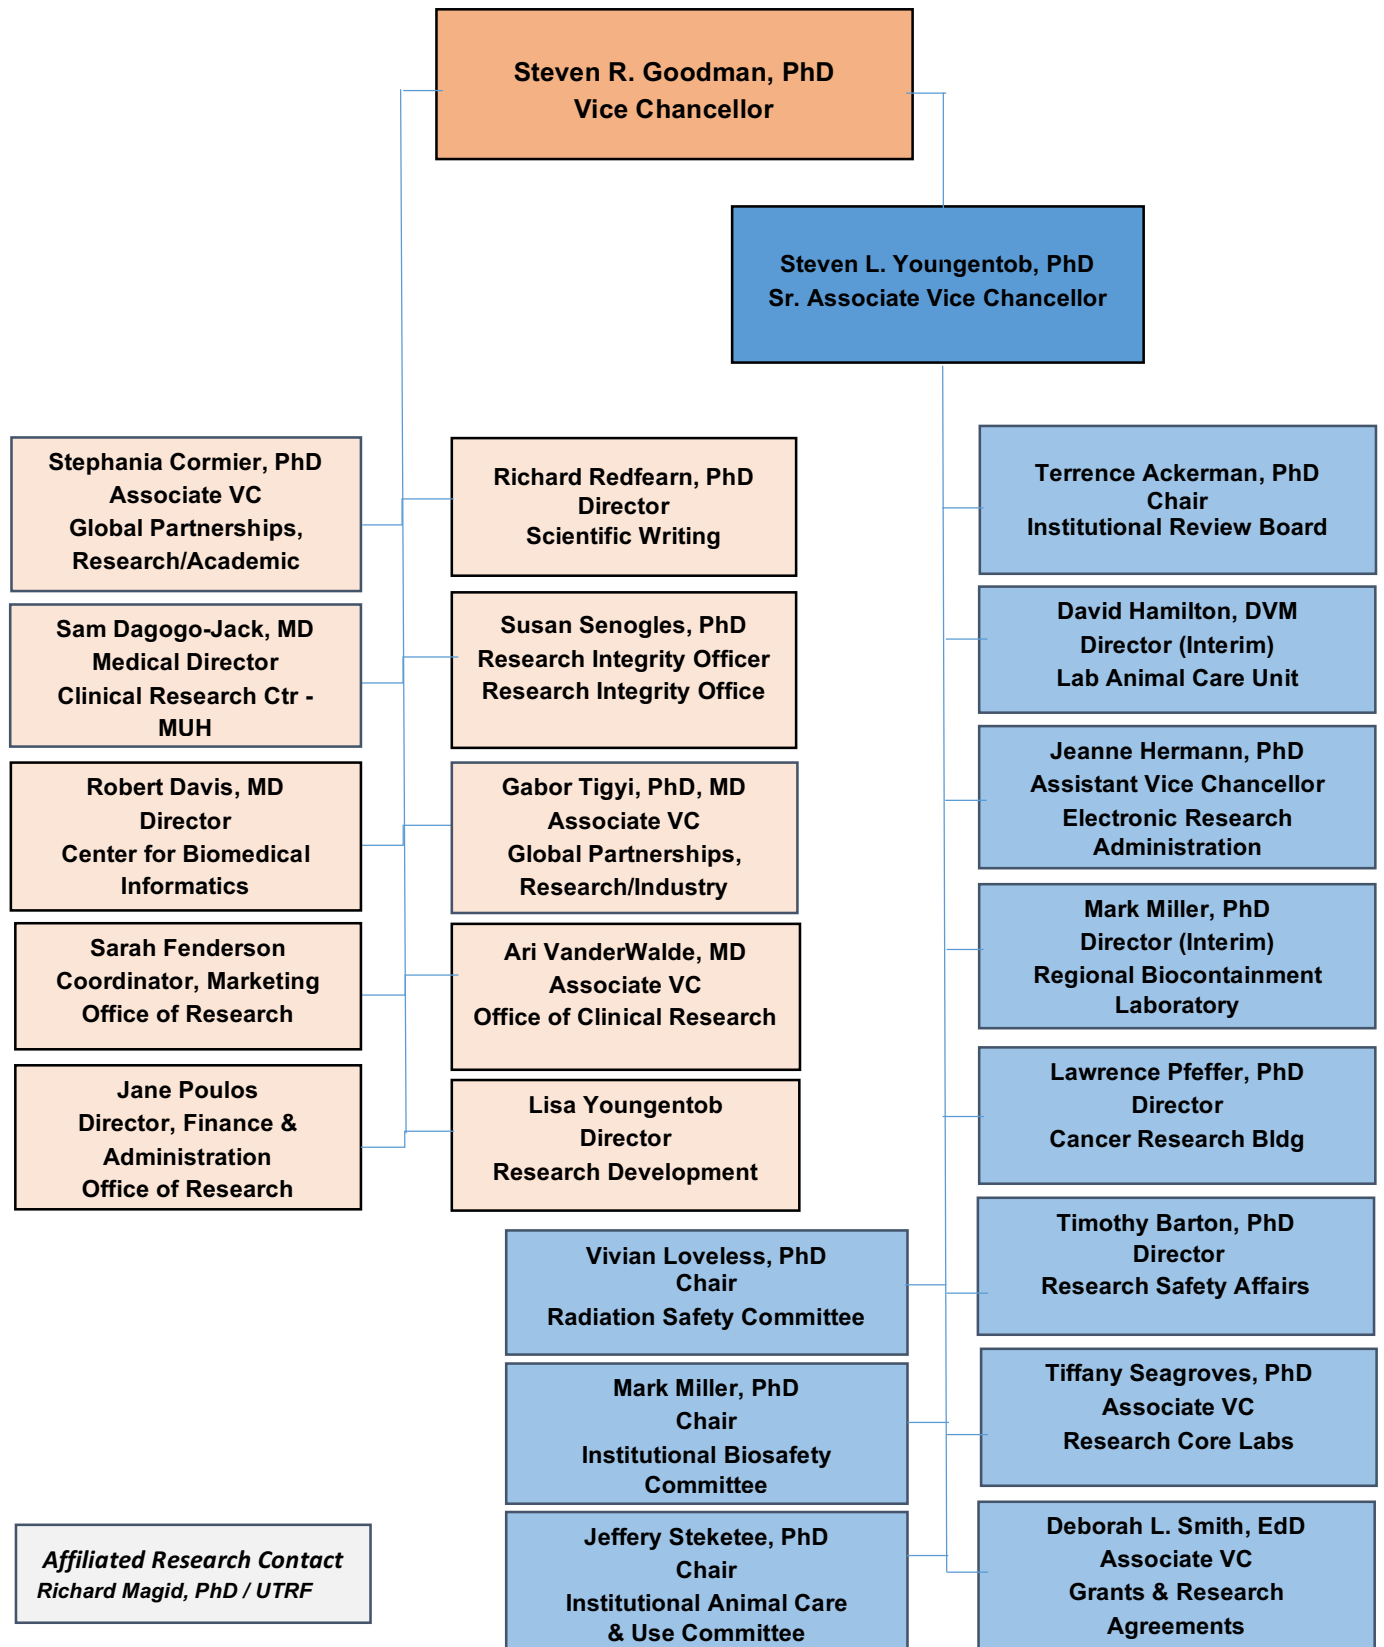 Steven R. Goodman, PhD
Vice Chancellor
Steven L. Youngentob, PhD
Sr. Associate Vice Chancellor
Stephania Cormier, PhD
Associate VC
Global Partnerships,
Research/Academic
Sam Dagogo-Jack, MD
Medical Director
Clinical Research Ctr -
MUH
Robert Davis, MD
Director
Center for Biomedical
Informatics
Sarah Fenderson
Coordinator, Marketing
Office of Research
Jane Poulos
Director, Finance &
Administration
Office of Research
Richard Redfearn, PhD
Director
Scientific Writing
Susan Senogles, PhD
Research Integrity Officer
Research Integrity Office
Gabor Tigyi, PhD, MD
Associate VC
Global Partnerships,
Research/Industry
Ari VanderWalde, MD
Associate VC
Office of Clinical Research
Lisa Youngentob
Director
Research Development
Terrence Ackerman, PhD
Chair
Institutional Review Board
David Hamilton, DVM
Director (Interim)
Lab Animal Care Unit
Jeanne Hermann, PhD
Assistant Vice Chancellor
Electronic Research
Administration
Mark Miller, PhD
Director (Interim)
Regional Biocontainment
Laboratory
Lawrence Pfeffer, PhD
Director
Cancer Research Bldg
Timothy Barton, PhD
Director
Research Safety Affairs
Tiffany Seagroves, PhD
Associate VC
Research Core Labs
Deborah L. Smith, EdD
Associate VC
Grants & Research
Agreements
Vivian Loveless, PhD
Chair
Radiation Safety Committee
Mark Miller, PhD
Chair
Institutional Biosafety
Committee
Jeffery Steketee, PhD
Chair
Institutional Animal Care
& Use Committee
Affiliated Research Contact
Richard Magid, PhD / UTRF